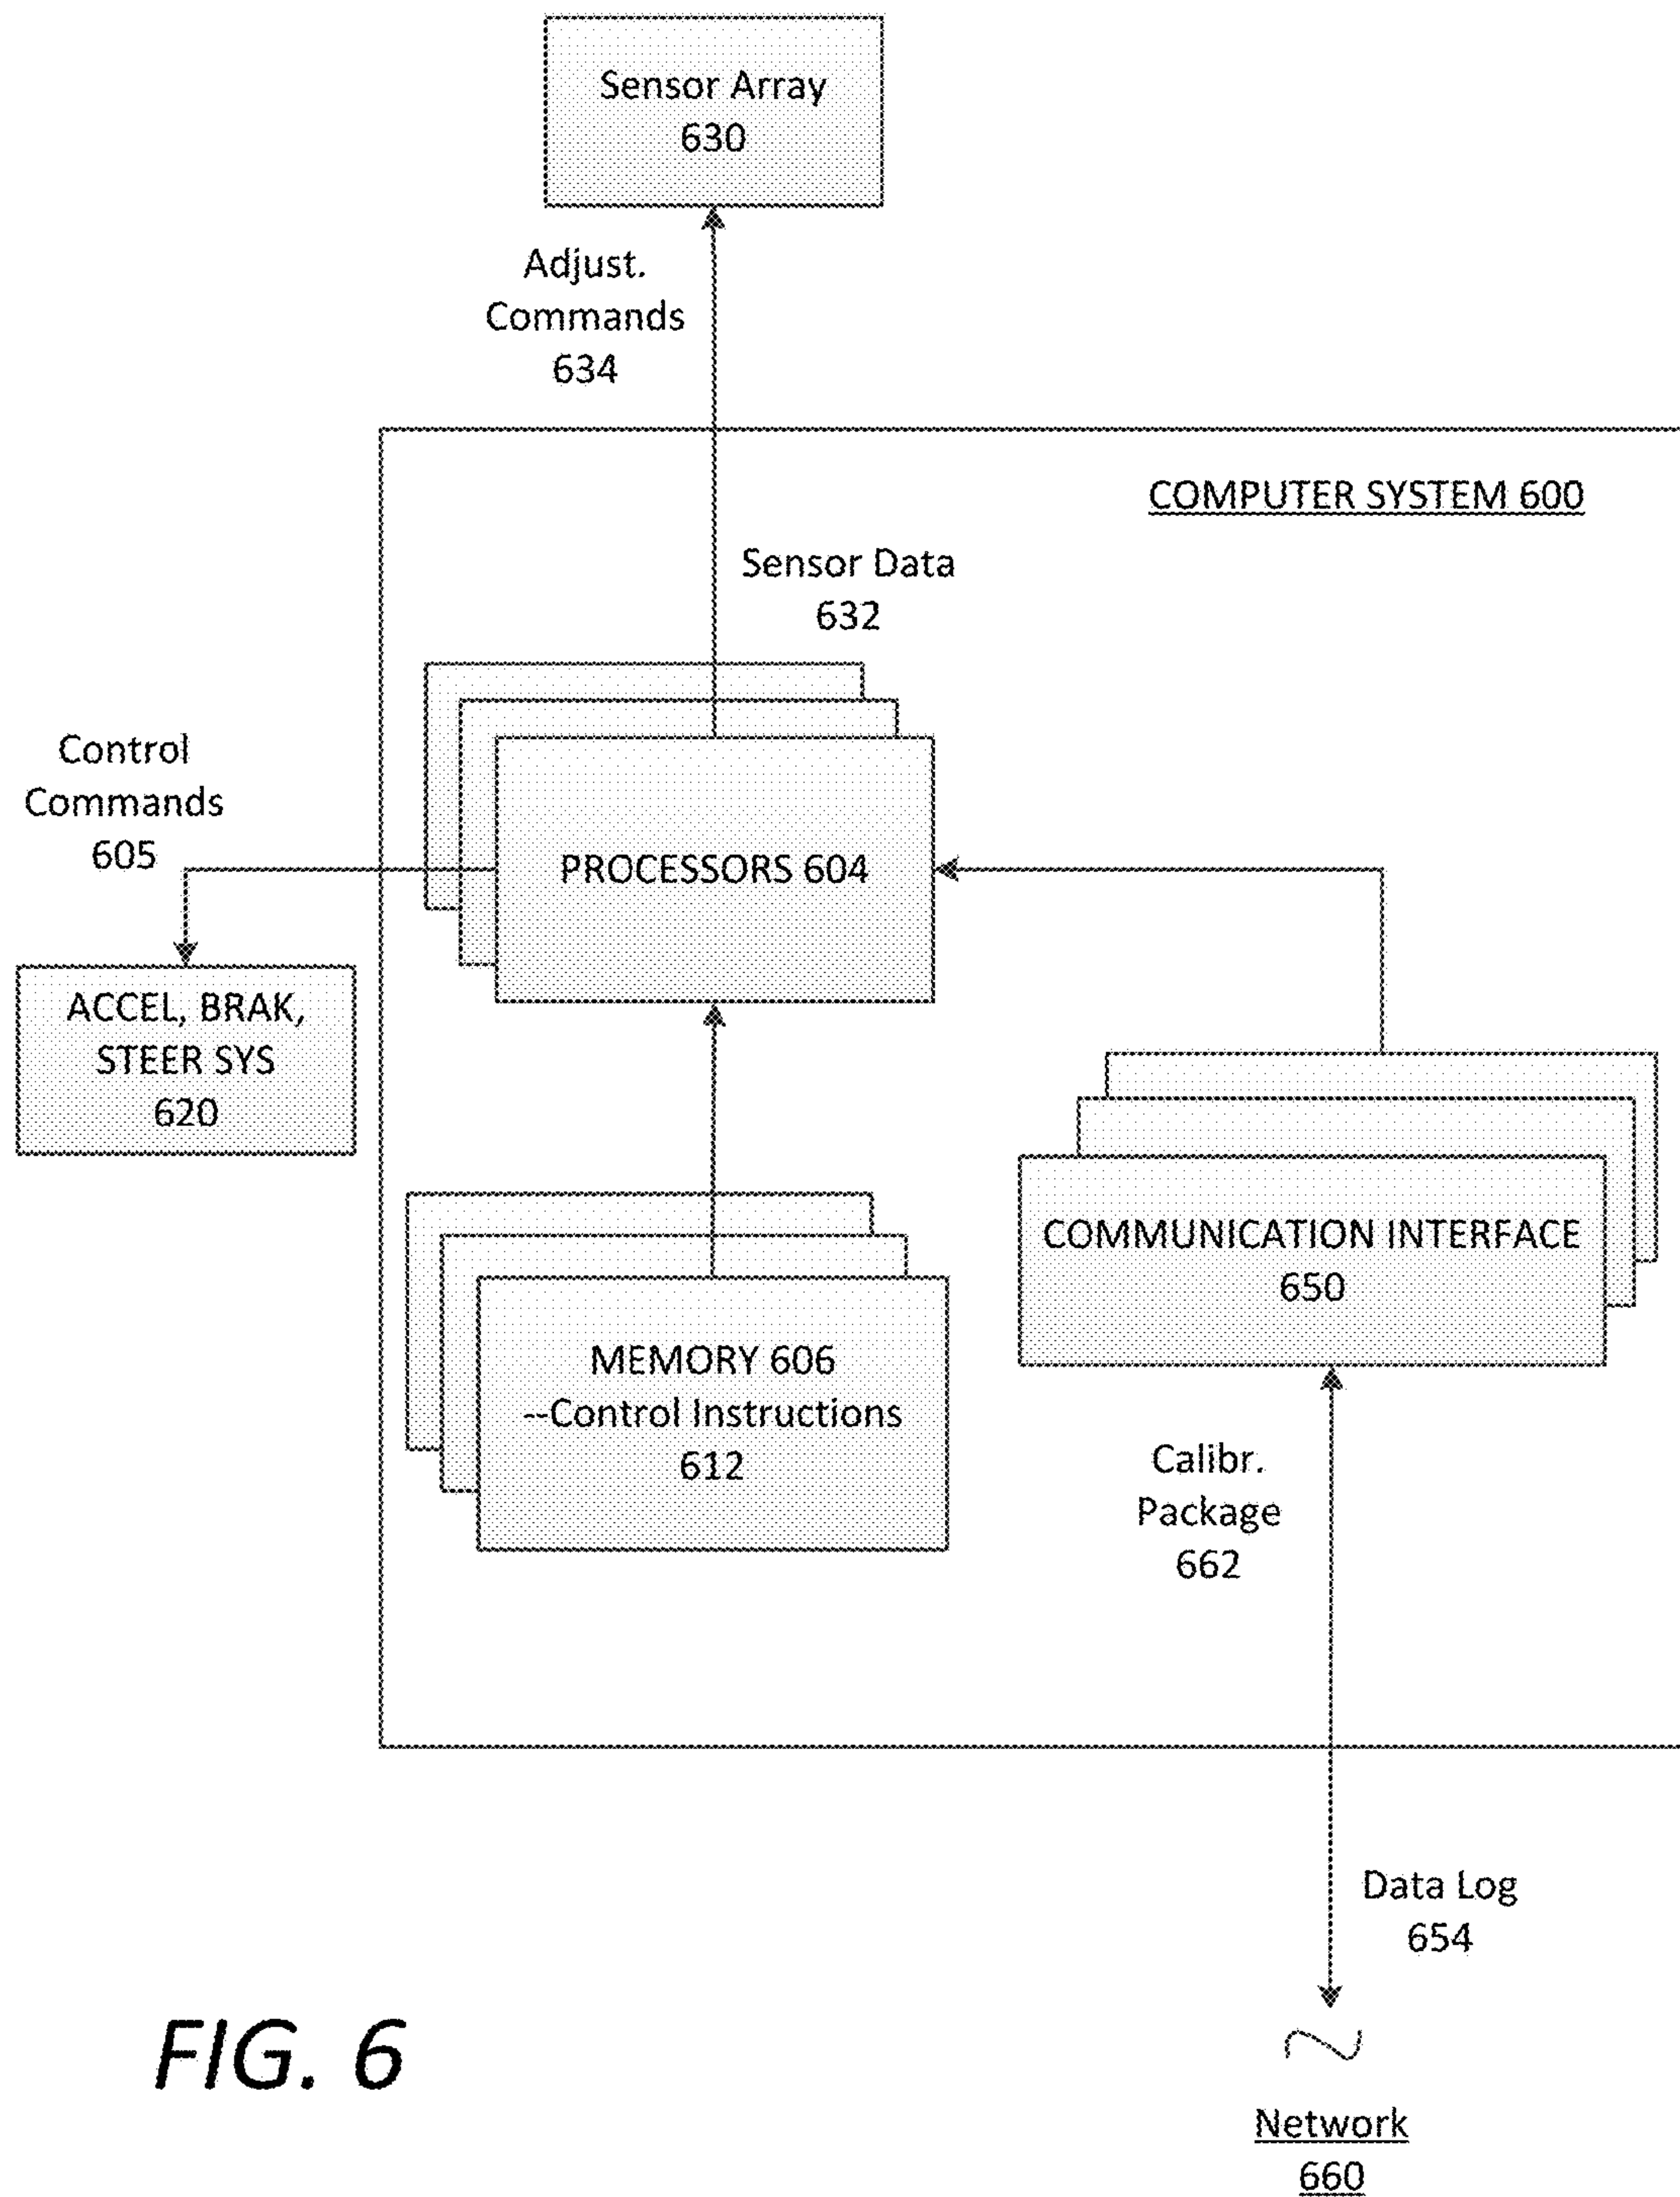 Sensor Array
630
Adjust.
Commands
634
COMPUTER SYSTEM 600
Sensor Data
632
Control
Commands
605
PROCESSORS 604
ACCEL, BRAK,
STEER SYS
620
COMMUNICATION INTERFACE
650
MEMORY 606
--Control Instructions
612
Calibr.
Package
662
Data Log
654
FIG. 6
Network
660